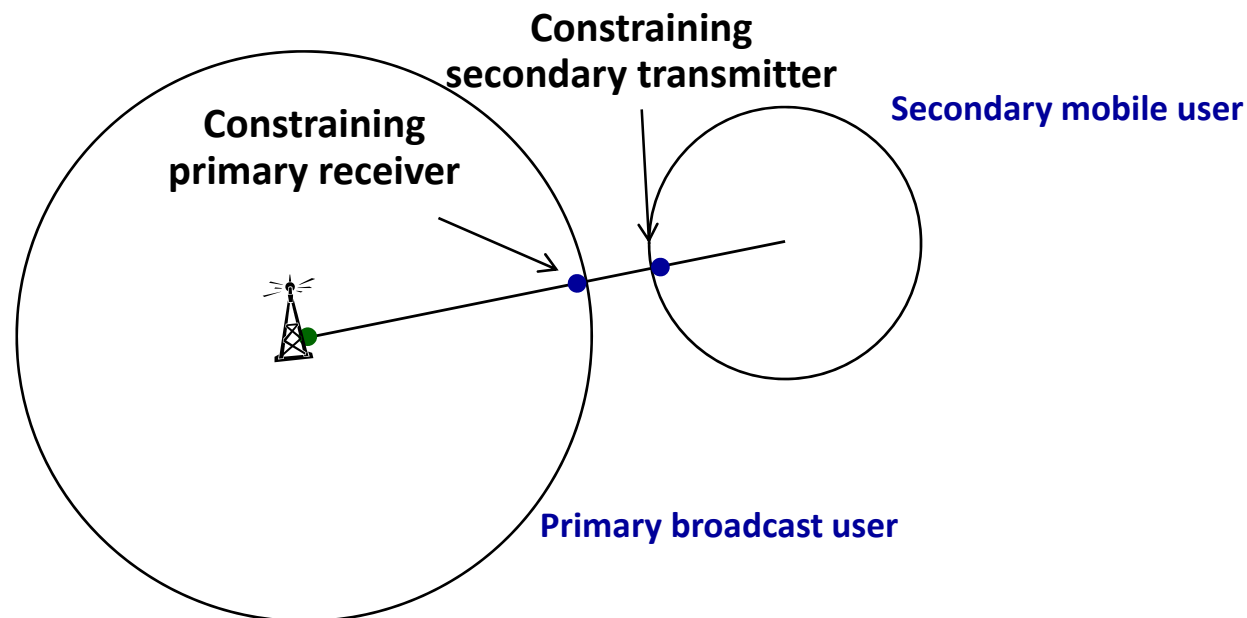 Constraining
secondary transmitter
Secondary mobile user
Constraining
primary receiver
Primary broadcast user